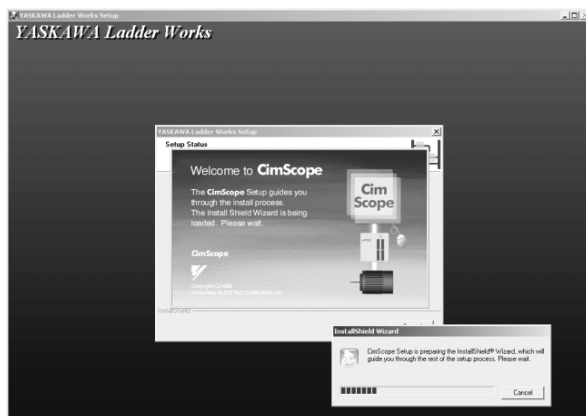 YASKAWA Ladder Works Setup
YASKAWA Ladder Works
YASKAWA Ladder Works Setup
Setup Status
Welcome to CimScope
The CimScope Setup guides you
through the install process.
The Install Shield Wizard is being
loaded. Please wait.
Cim
Scope
CimScope
YASKAWA ELECTRIC CORPORATION
InstallShield
InstallShield Wizard
CimScope Setup is preparing the InstallShield® Wizard, which will
guide you through the rest of the setup process. Please wait.
Cancel